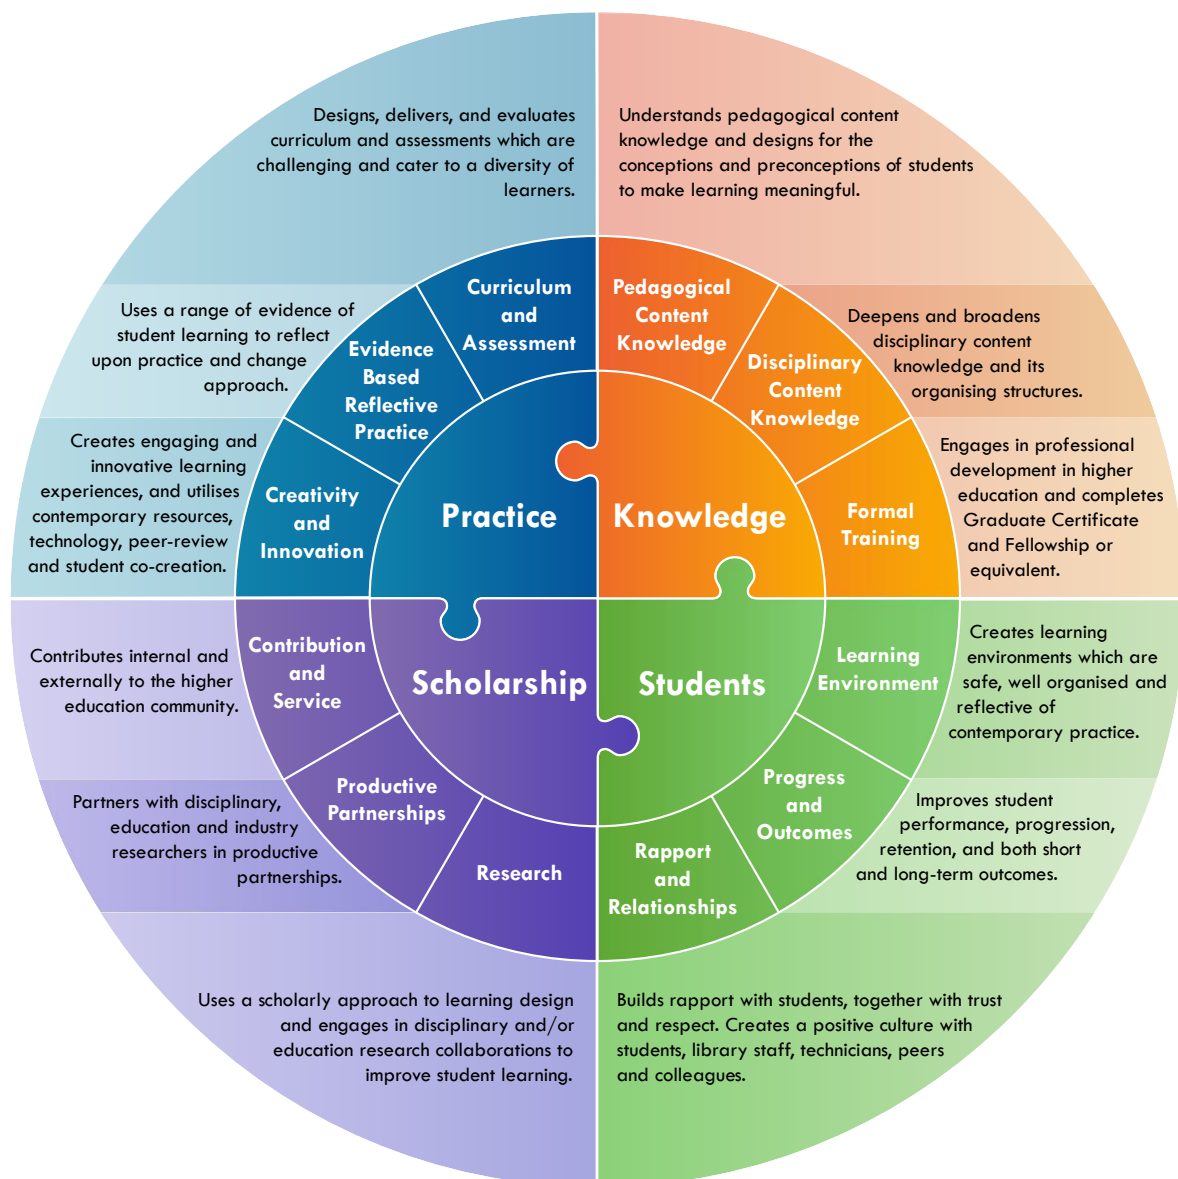 Designs, delivers, and evaluates
curriculum and assessments which are
challenging and cater to a diversity of
learners.
Understands pedagogical content
knowledge and designs for the
conceptions and preconceptions of students
to make learning meaningful.
Curriculum
and
Assessment
Pedagogical
Content
Knowledge
Uses a range of evidence of
student learning to reflect
upon practice and change
approach.
Evidence
Based
Reflective
Practice
Disciplinary
Content
Knowledge
Deepens and broadens
disciplinary content
knowledge and its
organising structures.
Creates engaging and
innovative learning
experiences, and utilises
contemporary resources,
technology, peer-review
and student co-creation.
Creativity
and
Innovation
Practice
Knowledge
Formal
Training
Engages in professional
development in higher
education and completes
Graduate Certificate
and Fellowship or
equivalent.
Contributes internal and
externally to the higher
education community.
Contribution
and
Service
Scholarship
Students
Learning
Environment
Creates learning
environments which are
safe, well organised and
reflective of
contemporary practice.
Partners with disciplinary,
education and industry
researchers in productive
partnerships.
Productive
Partnerships
Progress
and
Outcomes
Improves student
performance, progression,
retention, and both short
and long-term outcomes.
Research
Rapport
and
Relationships
Uses a scholarly approach to learning design
and engages in disciplinary and/or
education research collaborations to
improve student learning.
Builds rapport with students, together with trust
and respect. Creates a positive culture with
students, library staff, technicians, peers
and colleagues.